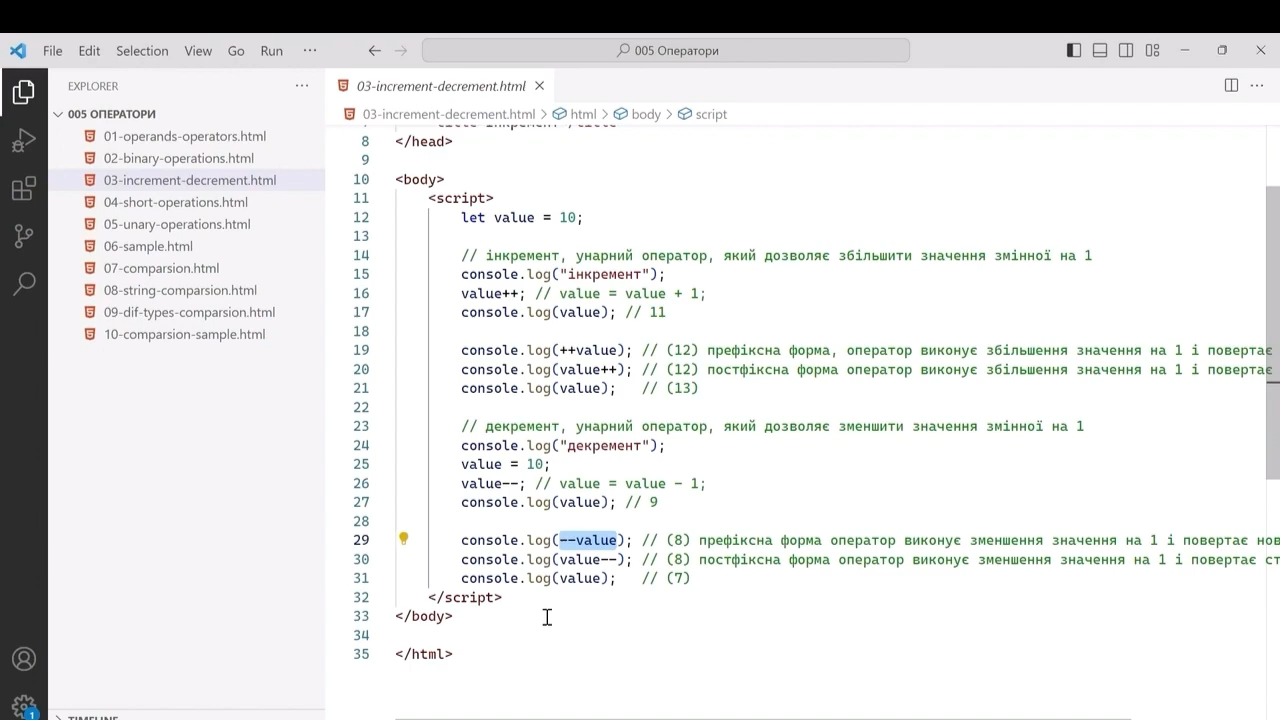 File Edit Selection View Go Run ···
005 Оператори
EXPLORER ···
005 ОПЕРАТОРИ
01-operands-operators.html
02-binary-operations.html
03-increment-decrement.html
04-short-operations.html
05-unary-operations.html
06-sample.html
07-comparsion.html
08-string-comparsion.html
09-dif-types-comparsion.html
10-comparsion-sample.html
TIMELINE
1
03-increment-decrement.html
03-increment-decrement.html > html > body > script
8 </head>
9
10 <body>
11 <script>
12 let value = 10;
13
14 // інкремент, унарний оператор, який дозволяє збільшити значення змінної на 1
15 console.log("інкремент");
16 value++; // value = value + 1;
17 console.log(value); // 11
18
19 console.log(++value); // (12) префіксна форма, оператор виконує збільшення значення на 1 і повертає
20 console.log(value++); // (12) постфіксна форма оператор виконує збільшення значення на 1 і повертає
21 console.log(value);   // (13)
22
23 // декремент, унарний оператор, який дозволяє зменшити значення змінної на 1
24 console.log("декремент");
25 value = 10;
26 value--; // value = value - 1;
27 console.log(value); // 9
28
29 console.log(--value); // (8) префіксна форма оператор виконує зменшення значення на 1 і повертає нов
30 console.log(value--); // (8) постфіксна форма оператор виконує зменшення значення на 1 і повертає ст
31 console.log(value);   // (7)
32 </script>
33 </body>
34
35 </html>